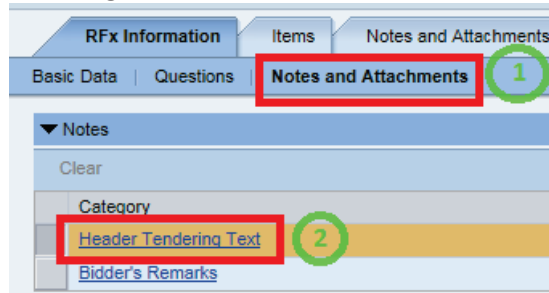 RFx Information Items Notes and Attachments
Basic Data | Questions | Notes and Attachments 1
Notes
Clear
Category
Header Tendering Text 2
Bidder's Remarks